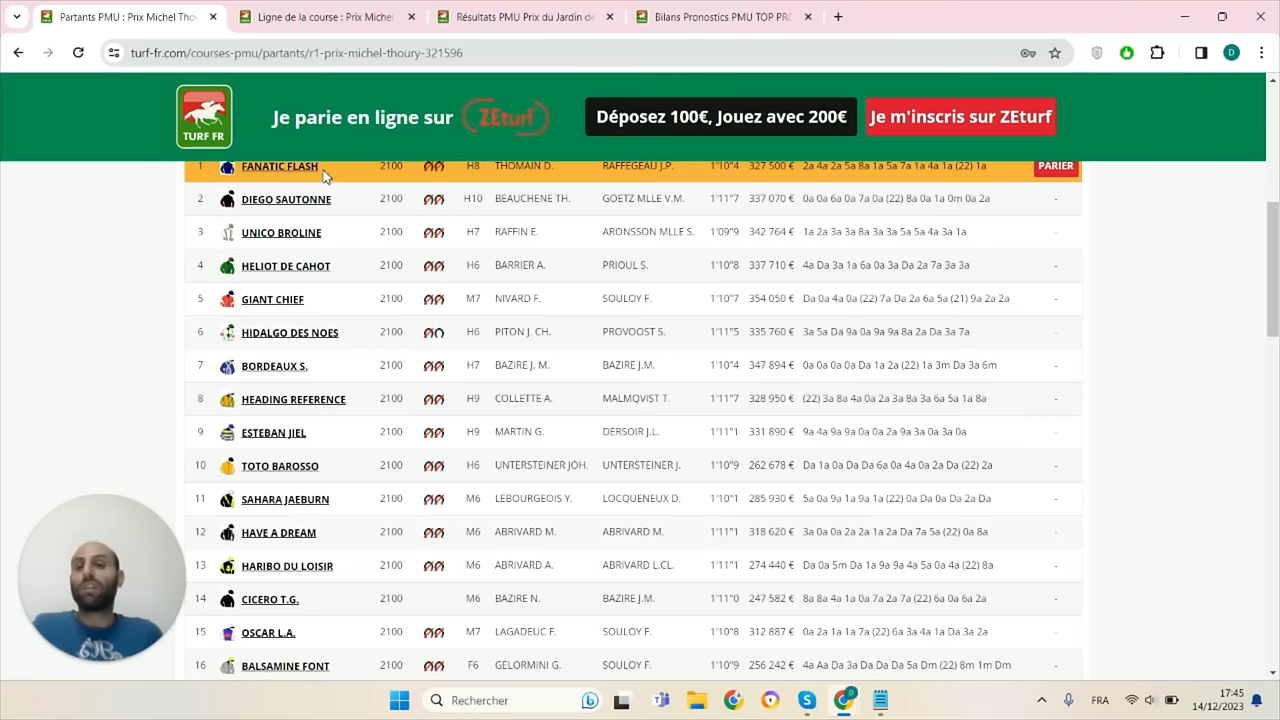 Partants PMU : Prix Michel Thou
Ligne de la course : Prix Michel
Résultats PMU Prix du Jardin de
Bilans Pronostics PMU TOP PRO
turf-fr.com/courses-pmu/partants/r1-prix-michel-thoury-321596
D
TURF FR
Je parie en ligne sur ZEturf
Déposez 100€, Jouez avec 200€
Je m'inscris sur ZEturf
1 FANATIC FLASH 2100 H8 THOMAIN D. RAFFEGEAU J.P. 1'10"4 327 500 € 2a 4a 2a 5a 8a 1a 5a 7a 1a 4a 1a (22) 1a PARIER
2 DIEGO SAUTONNE 2100 H10 BEAUCHENE TH. GOETZ MLLE V.M. 1'11"7 337 070 € 0a 0a 6a 0a 7a 0a (22) 8a 0a 1a 0m 0a 2a -
3 UNICO BROLINE 2100 H7 RAFFIN E. ARONSSON MLLE S. 1'09"9 342 764 € 1a 2a 3a 3a 8a 3a 3a 5a 5a 4a 3a 1a -
4 HELIOT DE CAHOT 2100 H6 BARRIER A. PRIOUL S. 1'10"8 337 710 € 4a Da 3a 1a 6a 0a 3a Da 2a 7a 3a 3a -
5 GIANT CHIEF 2100 M7 NIVARD F. SOULOY F. 1'10"7 354 050 € Da 0a 4a 0a (22) 7a Da 2a 6a 5a (21) 9a 2a 2a -
6 HIDALGO DES NOES 2100 H6 PITON J. CH. PROVOOST S. 1'11"5 335 760 € 3a 5a Da 9a 0a 9a 9a 8a 2a Da 3a 7a -
7 BORDEAUX S. 2100 H7 BAZIRE J. M. BAZIRE J.M. 1'10"4 347 894 € 0a 0a 0a 0a Da 1a 2a (22) 1a 3m Da 3a 6m -
8 HEADING REFERENCE 2100 H9 COLLETTE A. MALMQVIST T. 1'11"7 328 950 € (22) 3a 8a 4a 0a 2a 3a 8a 3a 6a 5a 1a 8a -
9 ESTEBAN JIEL 2100 H9 MARTIN G. DERSOIR J.L. 1'11"1 331 890 € 9a 4a 9a 9a 0a 0a 2a 9a 3a 0a 3a 0a -
10 TOTO BAROSSO 2100 H6 UNTERSTEINER JOH. UNTERSTEINER J. 1'10"9 262 678 € Da 1a 0a Da Da 6a 0a 4a 0a 2a Da (22) 2a -
11 SAHARA JAEBURN 2100 M6 LEBOURGEOIS Y. LOCQUENEUX D. 1'10"1 285 930 € 5a 0a 9a 1a 9a 1a (22) 0a Da 0a Da 2a Da -
12 HAVE A DREAM 2100 M6 ABRIVARD M. ABRIVARD M. 1'11"1 318 620 € 3a 0a 0a 2a 2a 1a 2a Da 7a 5a (22) 0a 8a -
13 HARIBO DU LOISIR 2100 M6 ABRIVARD A. ABRIVARD L.CL. 1'11"1 274 440 € Da 0a 5m Da 1a 9a 9a 4a 5a 0a 4a (22) 8a -
14 CICERO T.G. 2100 M6 BAZIRE N. BAZIRE J.M. 1'11"0 247 582 € 8a 8a 4a 1a 0a 7a 2a 7a (22) 6a 0a 6a 2a -
15 OSCAR L.A. 2100 M7 LAGADEUC F. SOULOY F. 1'10"8 312 887 € 0a 2a 1a 1a 7a (22) 6a 3a 4a 1a Da 3a 2a -
16 BALSAMINE FONT 2100 F6 GELORMINI G. SOULOY F. 1'10"9 256 242 € 4a Aa Da 3a Da Da Da 5a Dm (22) 8m 1m Dm -
Rechercher
FRA
17:45
14/12/2023